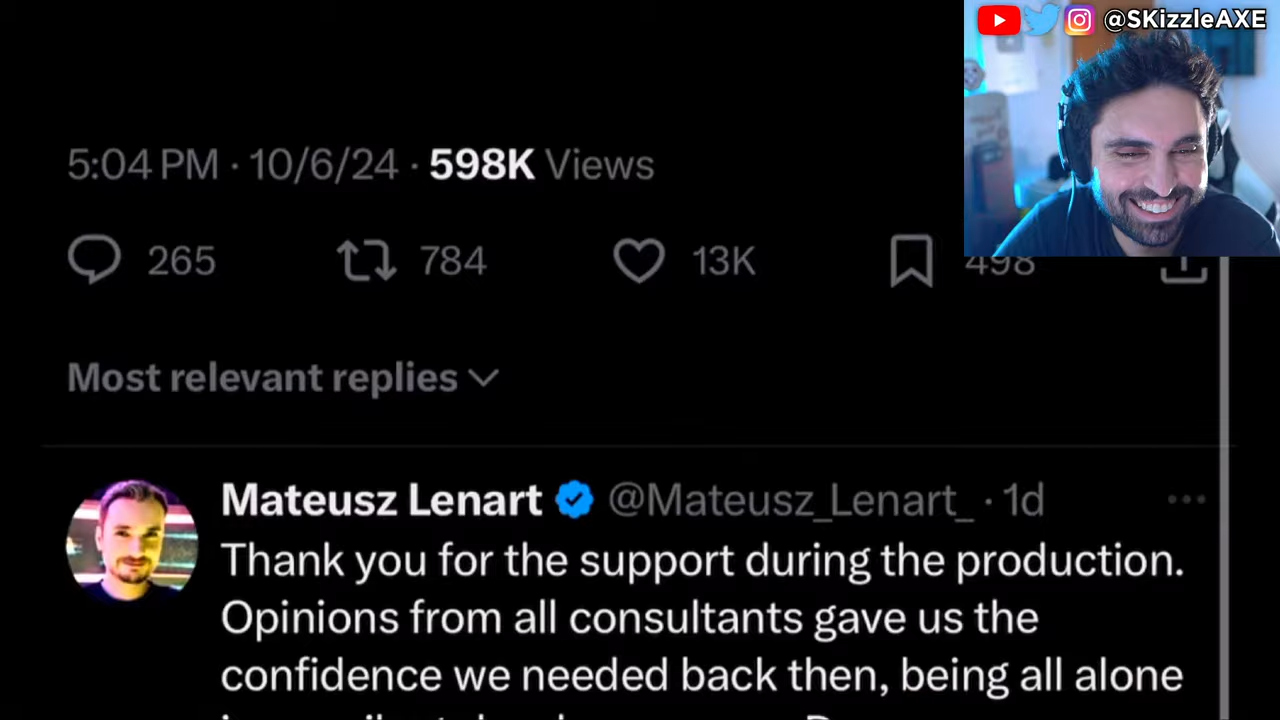 @SKizzleAXE
5:04 PM · 10/6/24 · 598K Views
265 784 13K 498
Most relevant replies
Mateusz Lenart @Mateusz_Lenart_ · 1d
Thank you for the support during the production.
Opinions from all consultants gave us the
confidence we needed back then, being all alone